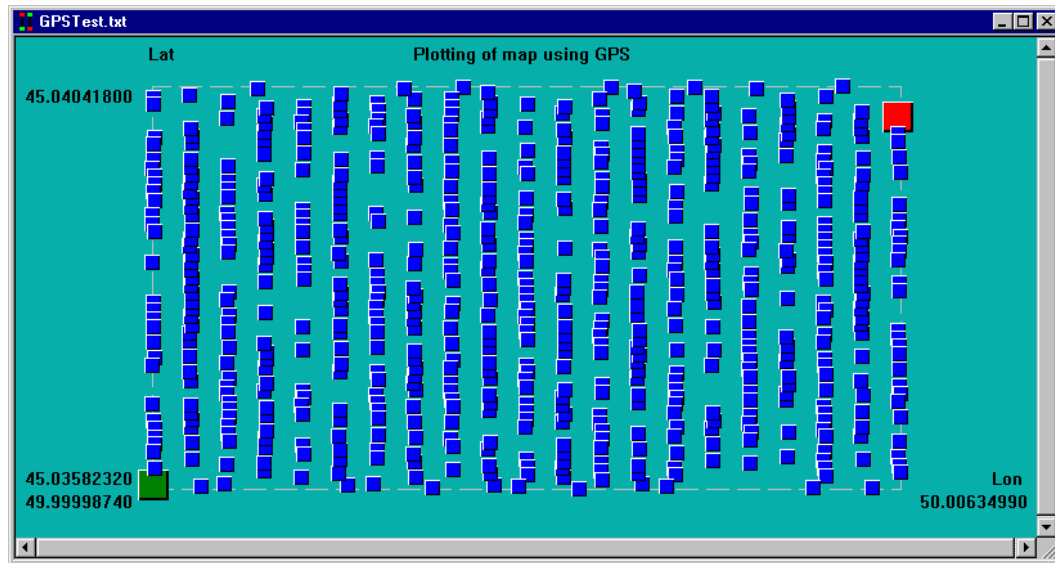 GPSTest.txt
Lat Plotting of map using GPS
45.04041800
45.03582320 Lon
49.99998740 50.00634990